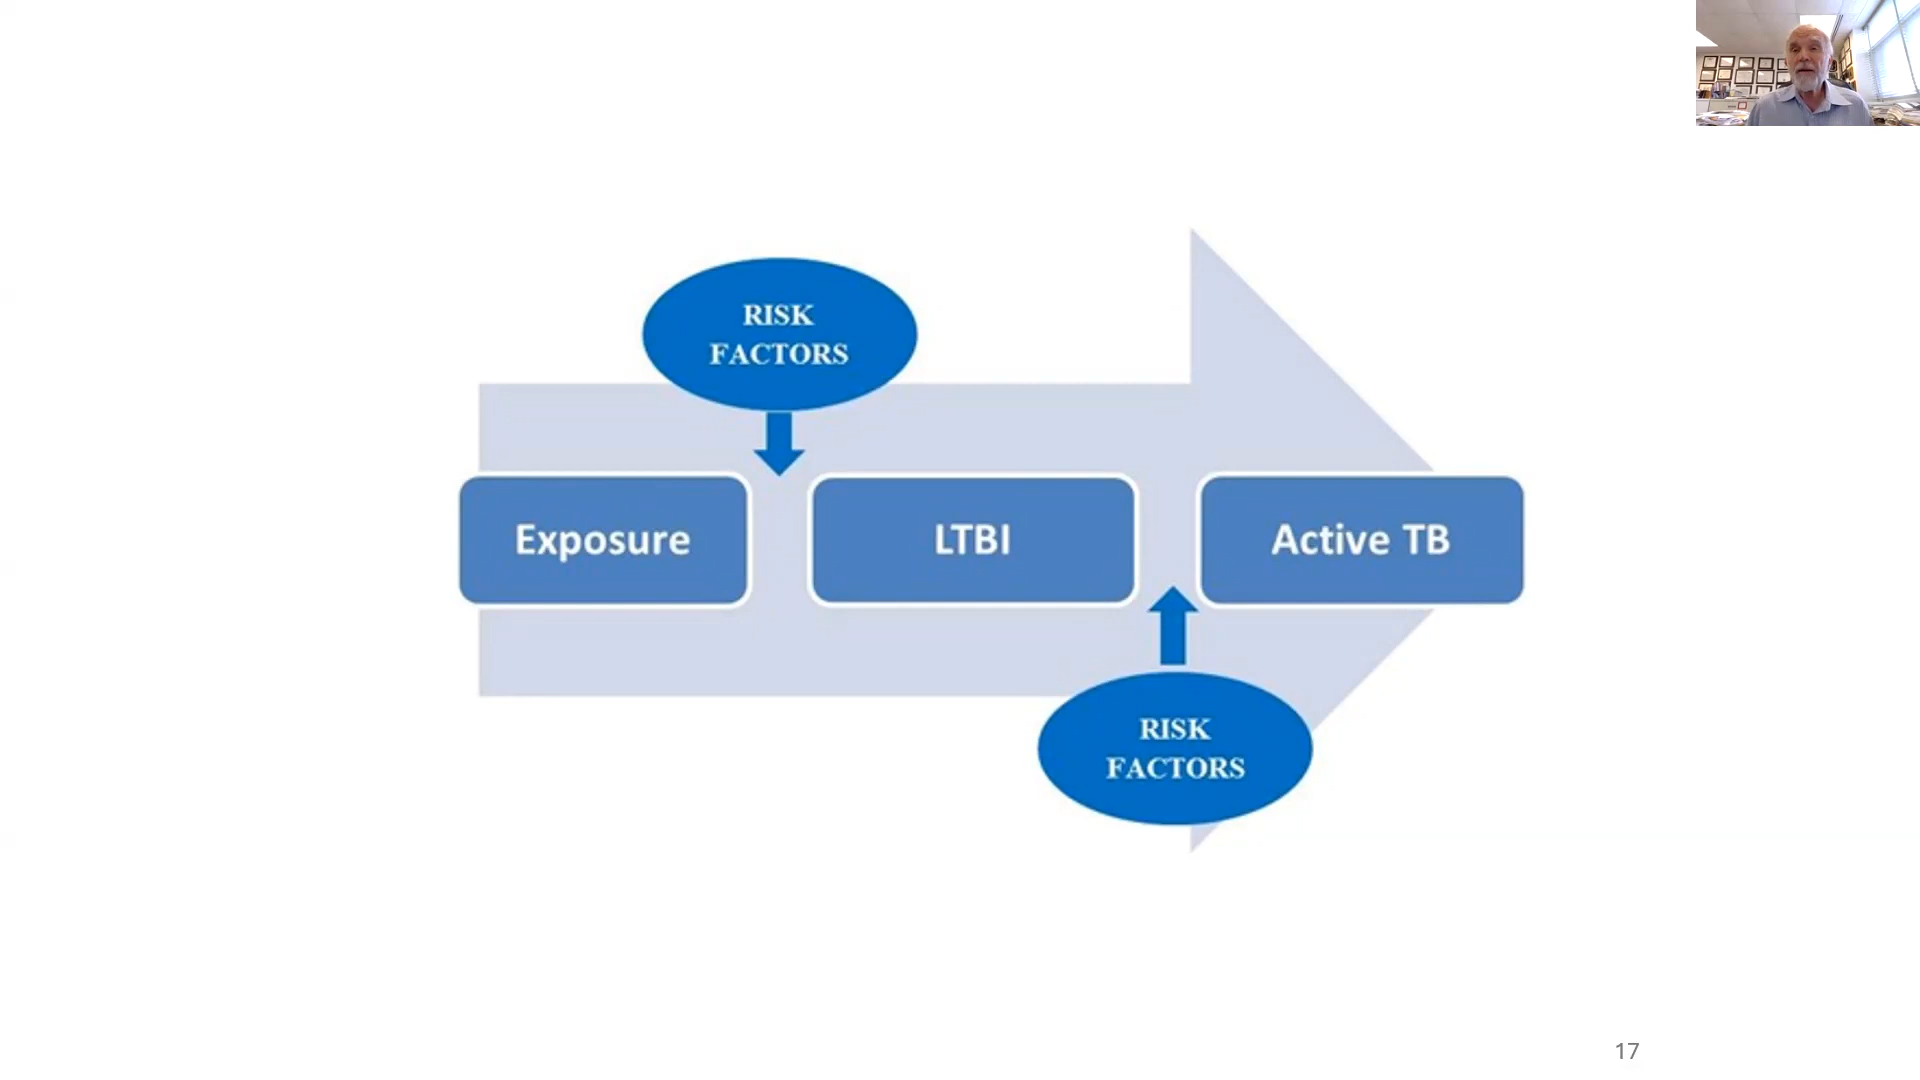 RISK
FACTORS
Exposure
LTBI
Active TB
RISK
FACTORS
17